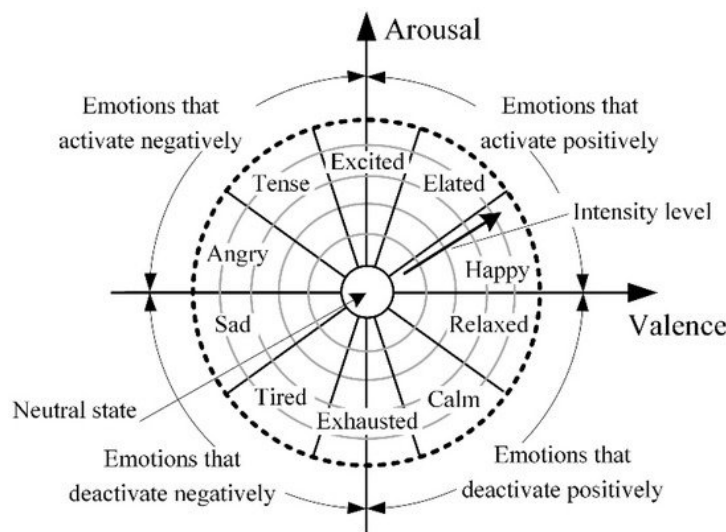 Arousal
Emotions that
activate negatively
Emotions that
activate positively
Excited
Tense
Elated
Intensity level
Angry
Happy
Sad
Relaxed
Valence
Neutral state
Tired
Calm
Exhausted
Emotions that
deactivate negatively
Emotions that
deactivate positively